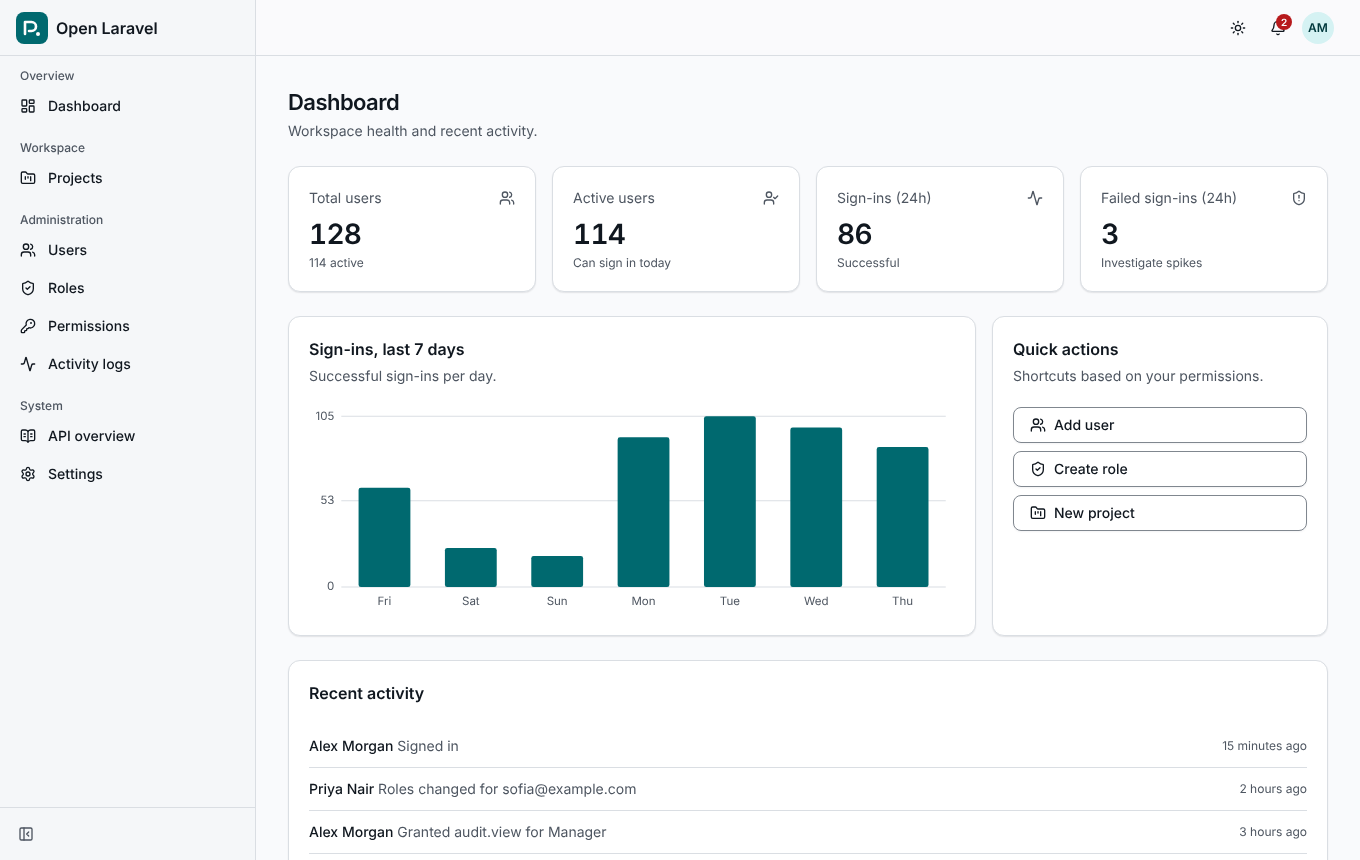 P. Open Laravel
2
AM
Overview
Dashboard
Workspace
Projects
Administration
Users
Roles
Permissions
Activity logs
System
API overview
Settings
Dashboard
Workspace health and recent activity.
Total users
128
114 active
Active users
114
Can sign in today
Sign-ins (24h)
86
Successful
Failed sign-ins (24h)
3
Investigate spikes
Sign-ins, last 7 days
Successful sign-ins per day.
105
53
0
Fri Sat Sun Mon Tue Wed Thu
Quick actions
Shortcuts based on your permissions.
Add user
Create role
New project
Recent activity
Alex Morgan Signed in 15 minutes ago
Priya Nair Roles changed for sofia@example.com 2 hours ago
Alex Morgan Granted audit.view for Manager 3 hours ago